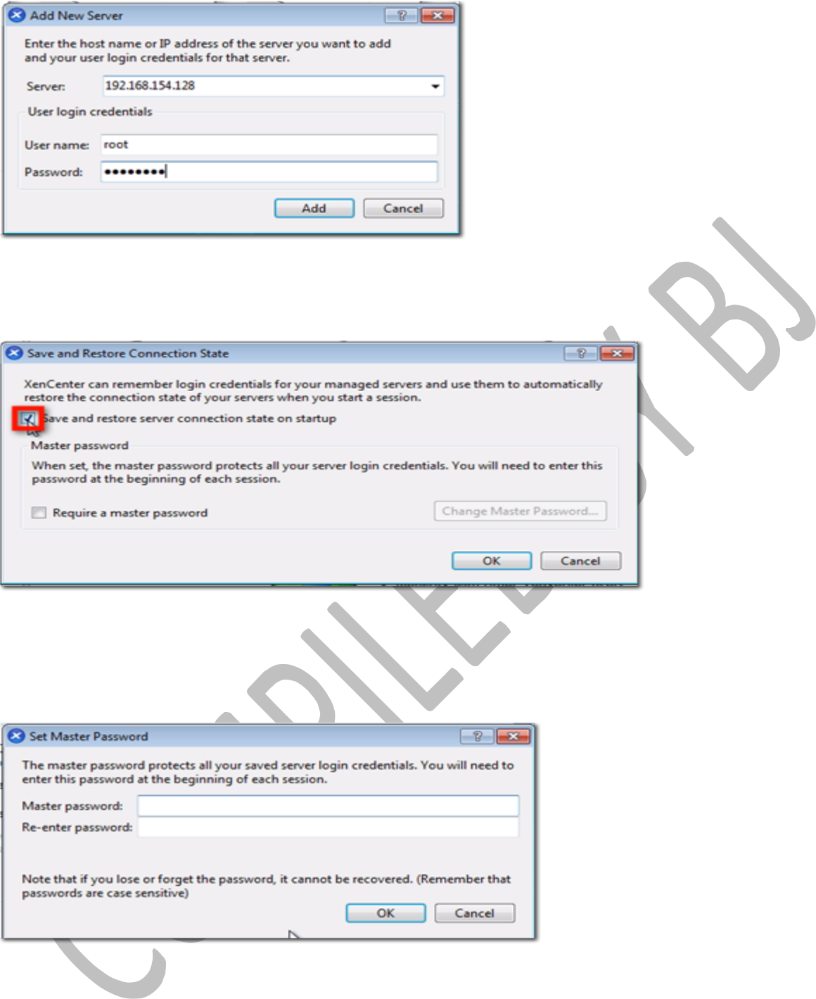 Add New Server
Enter the host name or IP address of the server you want to add
and your user login credentials for that server.
Server: 192.168.154.128
User login credentials
User name: root
Password: ●●●●●●●●
Add Cancel
Save and Restore Connection State
XenCenter can remember login credentials for your managed servers and use them to automatically
restore the connection state of your servers when you start a session.
Save and restore server connection state on startup
Master password
When set, the master password protects all your server login credentials. You will need to enter this
password at the beginning of each session.
Require a master password Change Master Password...
OK Cancel
Set Master Password
The master password protects all your saved server login credentials. You will need to
enter this password at the beginning of each session.
Master password:
Re-enter password:
Note that if you lose or forget the password, it cannot be recovered. (Remember that
passwords are case sensitive)
OK Cancel
COMPILED BY BJ